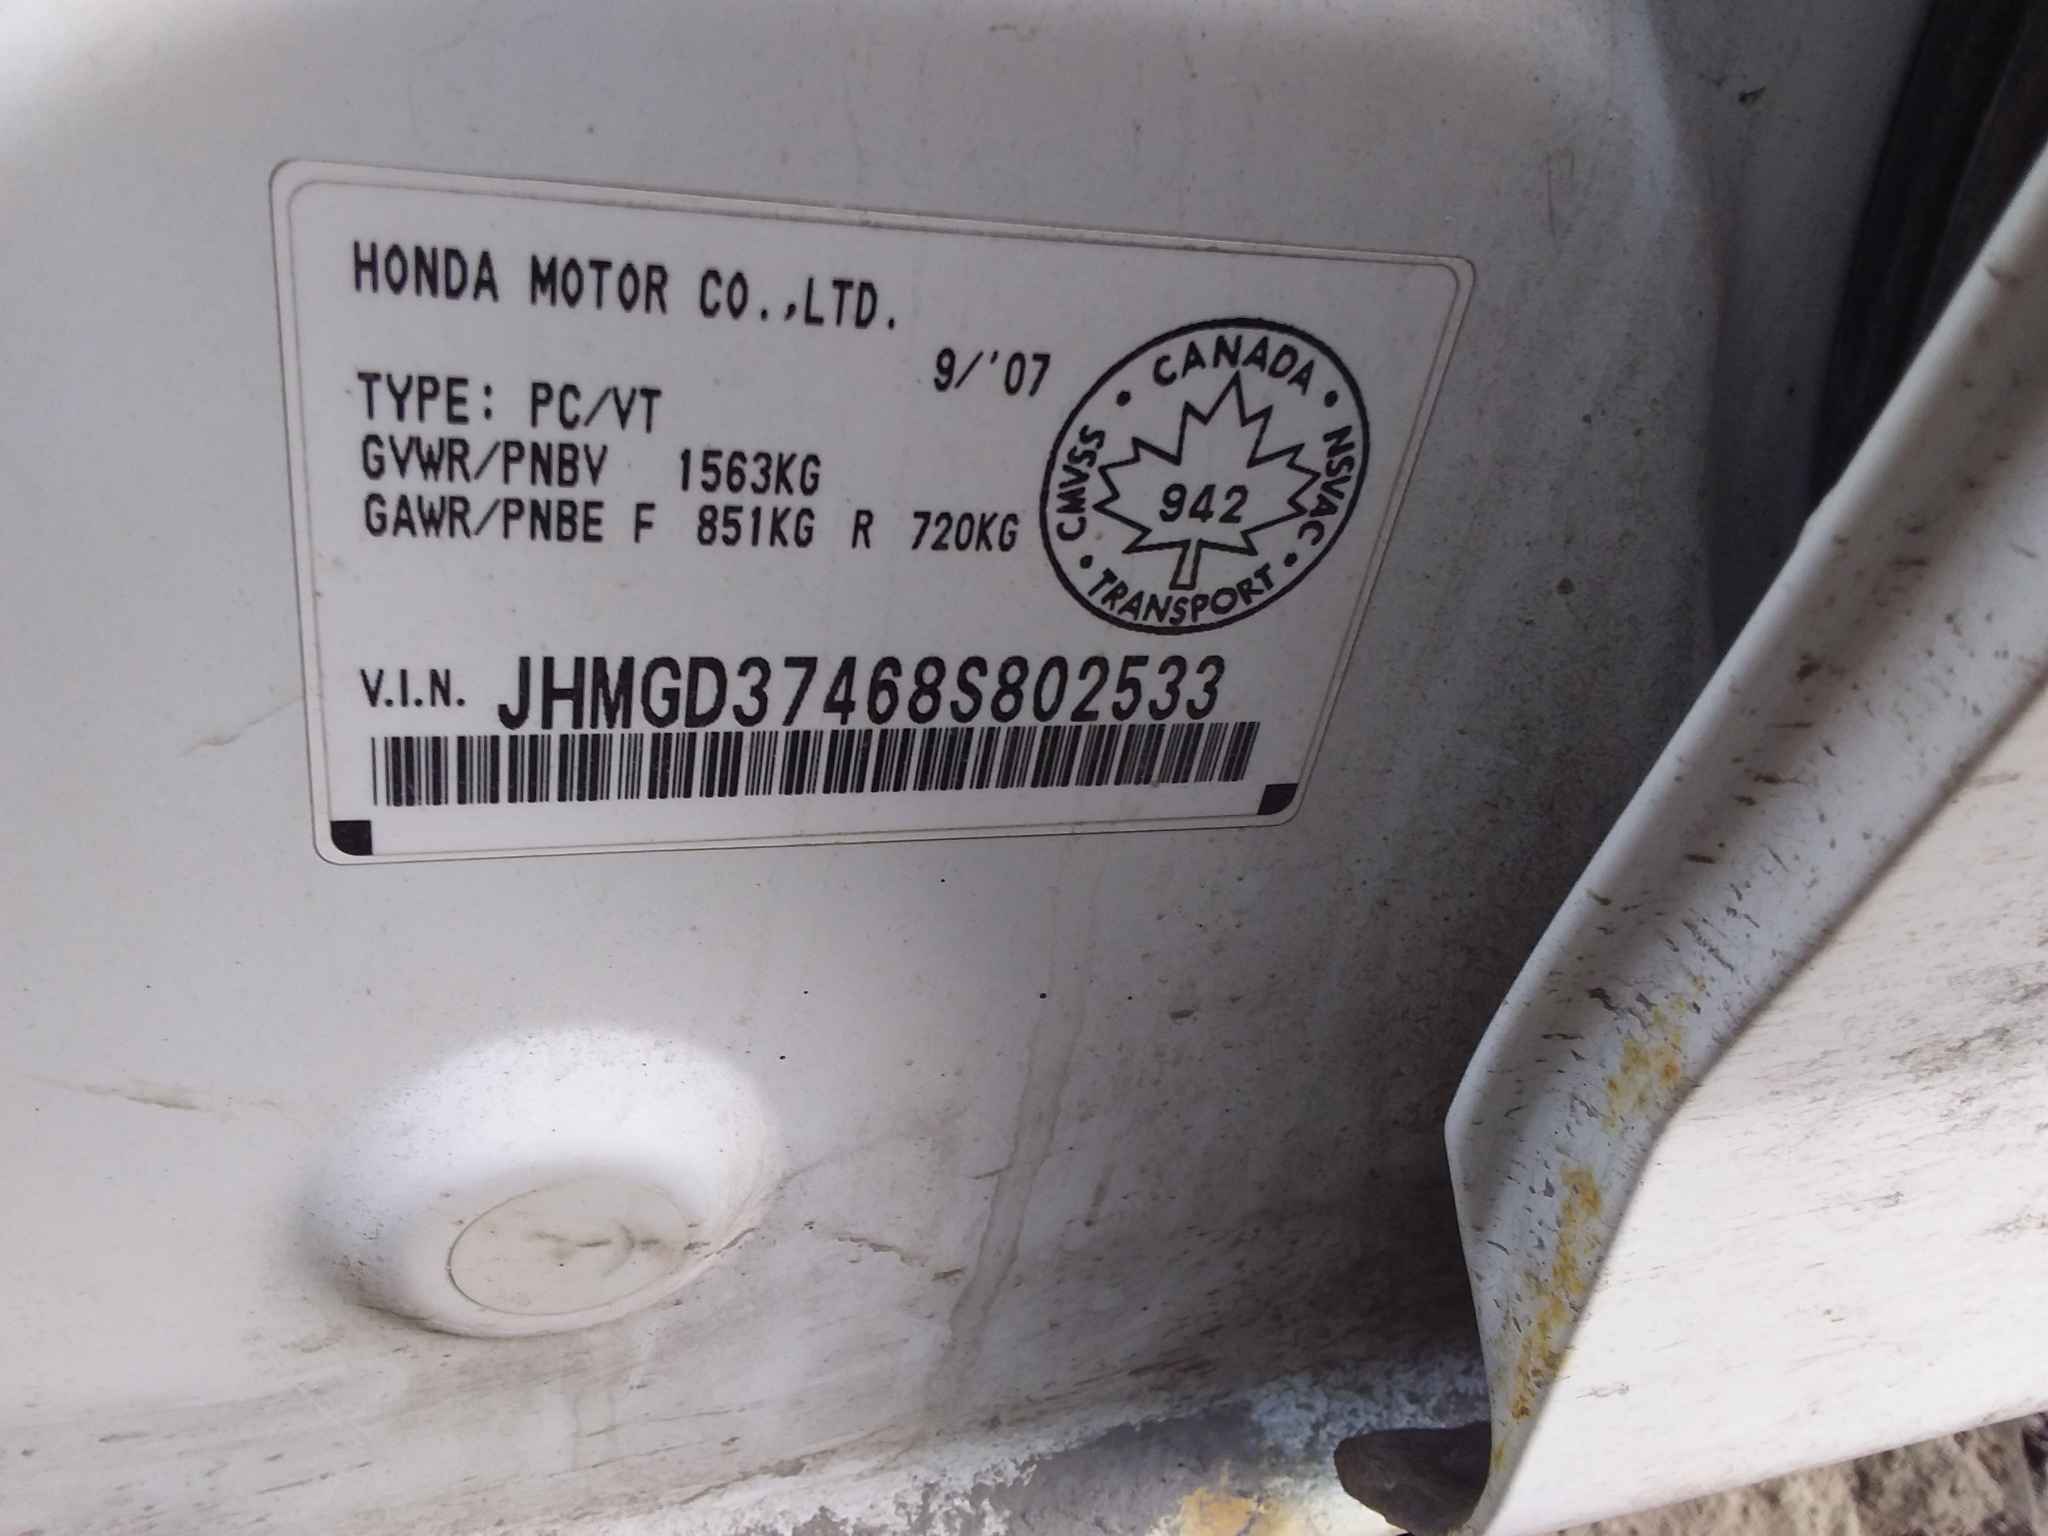 HONDA MOTOR CO.,LTD.
9/'07
TYPE: PC/VT
GVWR/PNBV 1563KG
GAWR/PNBE F 851KG R 720KG
CANADA
CMVSS
NSVAC
942
TRANSPORT
V.I.N. JHMGD37468S802533